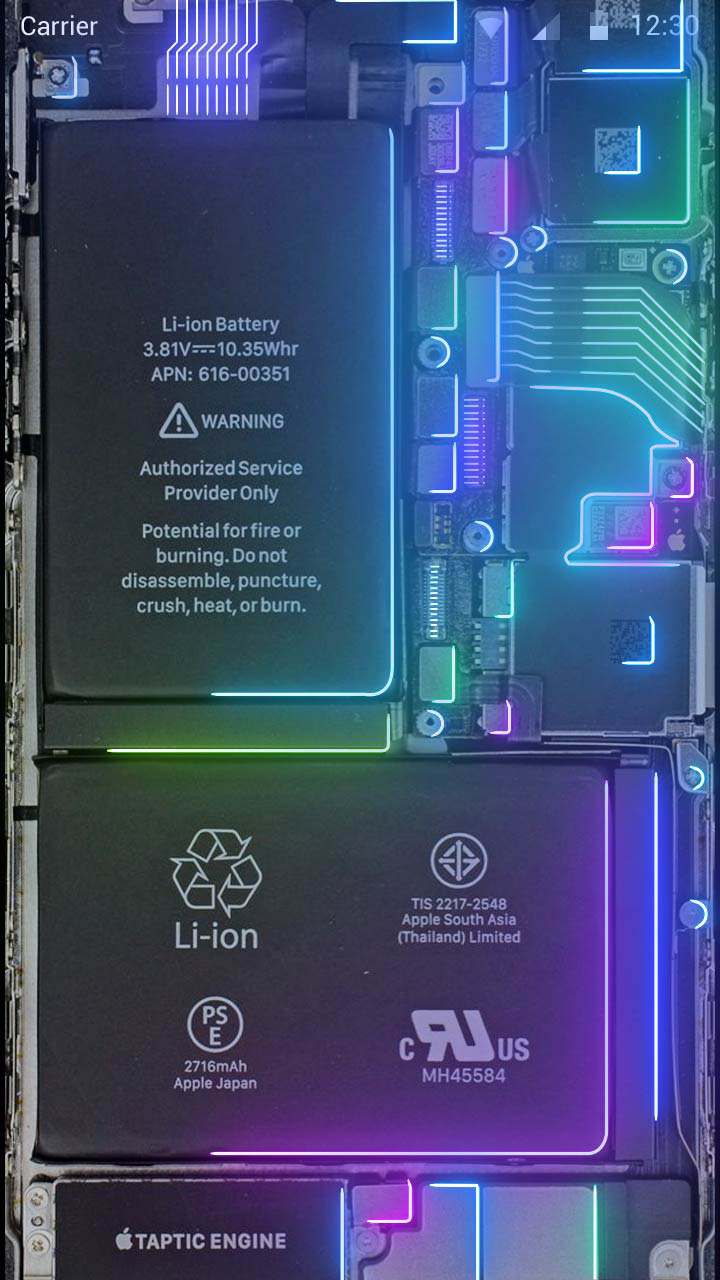 Carrier 12:30
Li-ion Battery
3.81V⎓10.35Whr
APN: 616-00351
WARNING
Authorized Service
Provider Only
Potential for fire or
burning. Do not
disassemble, puncture,
crush, heat, or burn.
Li-ion
TIS 2217-2548
Apple South Asia
(Thailand) Limited
PS
E
2716mAh
Apple Japan
c RU US
MH45584
TAPTIC ENGINE